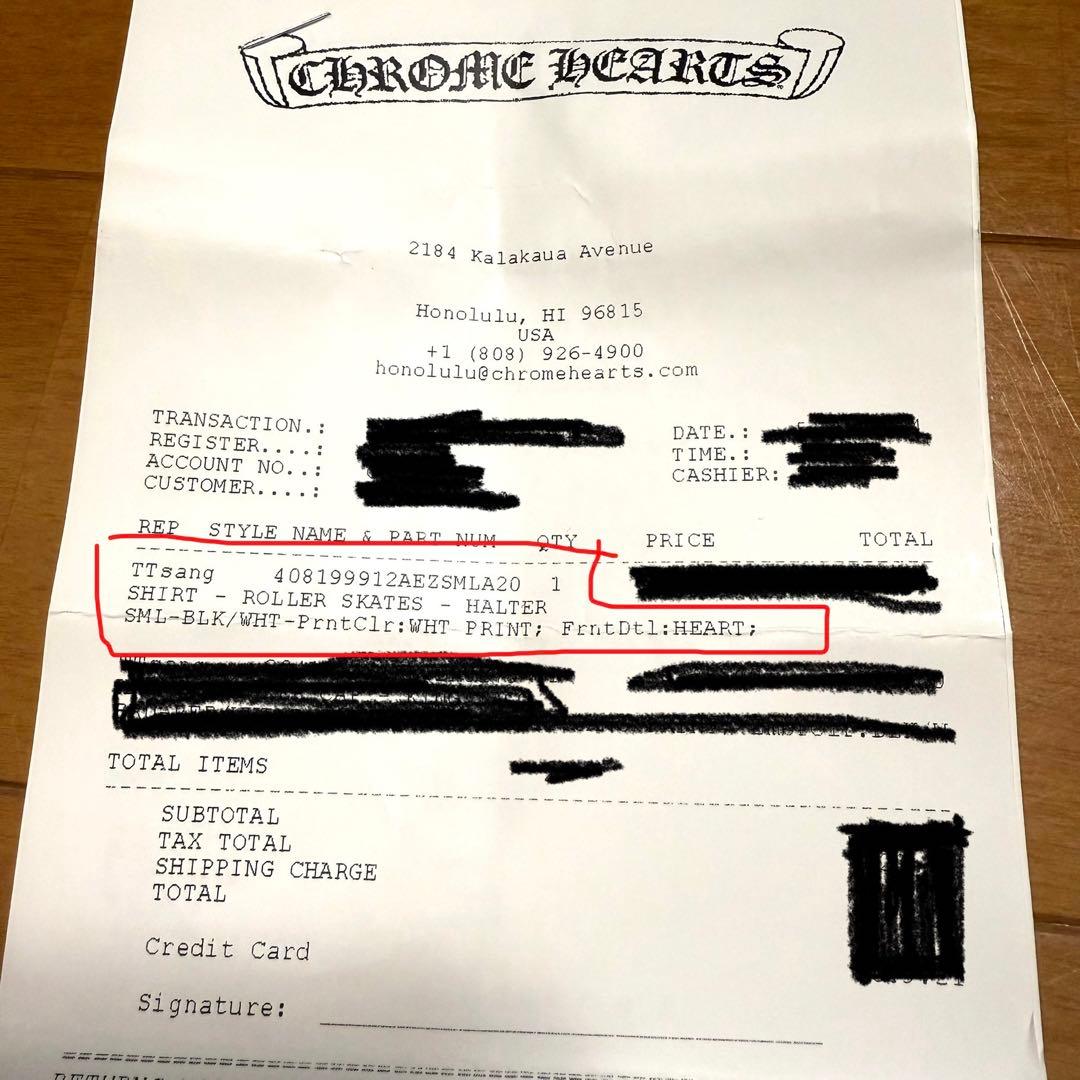 CHROME HEARTS
2184 Kalakaua Avenue
Honolulu, HI 96815
USA
+1 (808) 926-4900
honolulu@chromehearts.com
TRANSACTION.:
REGISTER....:
ACCOUNT NO..:
CUSTOMER....:
DATE.:
TIME.:
CASHIER:
REP STYLE NAME & PART NUM QTY PRICE TOTAL
TTsang 408199912AEZSMLA20 1
SHIRT - ROLLER SKATES - HALTER
SML-BLK/WHT-PrntClr:WHT PRINT; FrntDtl:HEART;
TOTAL ITEMS
SUBTOTAL
TAX TOTAL
SHIPPING CHARGE
TOTAL
Credit Card
Signature: